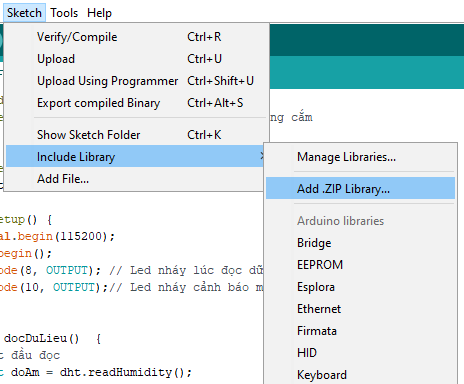 Sketch Tools Help
Verify/Compile Ctrl+R
Upload Ctrl+U
Upload Using Programmer Ctrl+Shift+U
Export compiled Binary Ctrl+Alt+S
cắm
Show Sketch Folder Ctrl+K
Include Library
Add File...
Manage Libraries...
Add .ZIP Library...
Arduino libraries
Bridge
EEPROM
Esplora
Ethernet
Firmata
HID
Keyboard
etup() {
al.begin(115200);
begin();
ode(8, OUTPUT); // Led nháy lúc đọc dữ
ode(10, OUTPUT);// Led nháy cảnh báo m
docDuLieu() {
t đầu đọc
t doAm = dht.readHumidity();